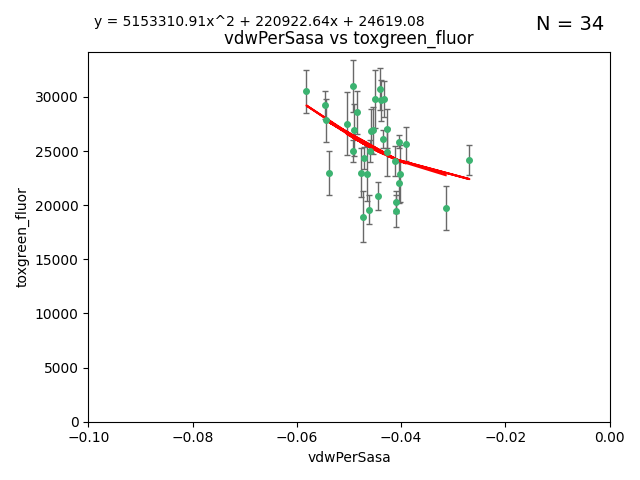 y = 5153310.91x^2 + 220922.64x + 24619.08
N = 34
vdwPerSasa vs toxgreen_fluor
30000
25000
20000
15000
10000
5000
0
toxgreen_fluor
−0.10 −0.08 −0.06 −0.04 −0.02 0.00
vdwPerSasa